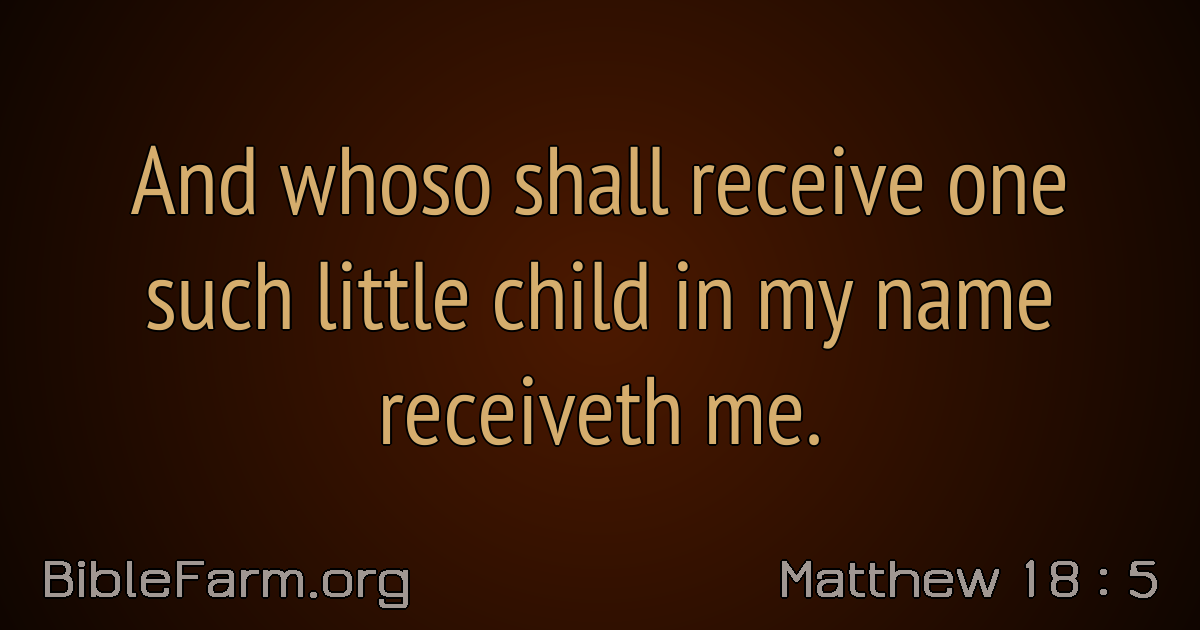 And whoso shall receive one
such little child in my name
receiveth me.
BibleFarm.org
Matthew 18 : 5